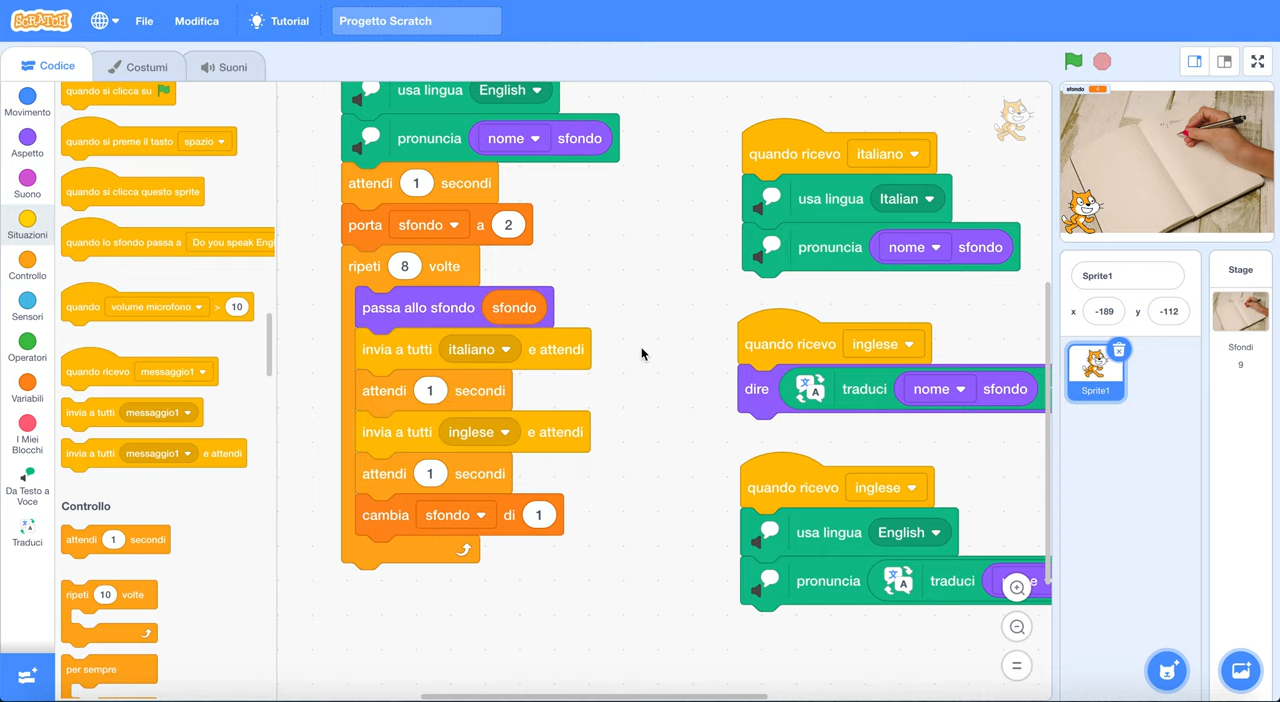 SCRATCH
File
Modifica
Tutorial
Progetto Scratch
Codice
Costumi
Suoni
Movimento
Aspetto
Suono
Situazioni
Controllo
Sensori
Operatori
Variabili
I Miei
Blocchi
Da Testo a
Voce
Traduci
quando si clicca su
quando si preme il tasto spazio
quando si clicca questo sprite
quando lo sfondo passa a Do you speak Engl
quando volume microfono > 10
quando ricevo messaggio1
invia a tutti messaggio1
invia a tutti messaggio1 e attendi
Controllo
attendi 1 secondi
ripeti 10 volte
per sempre
usa lingua English
pronuncia nome sfondo
attendi 1 secondi
porta sfondo a 2
ripeti 8 volte
passa allo sfondo sfondo
invia a tutti italiano e attendi
attendi 1 secondi
invia a tutti inglese e attendi
attendi 1 secondi
cambia sfondo di 1
quando ricevo italiano
usa lingua Italian
pronuncia nome sfondo
quando ricevo inglese
dire traduci nome sfondo
quando ricevo inglese
usa lingua English
pronuncia traduci
sfondo 4
Sprite1
x -189 y -112
Sprite1
Stage
Sfondi
9